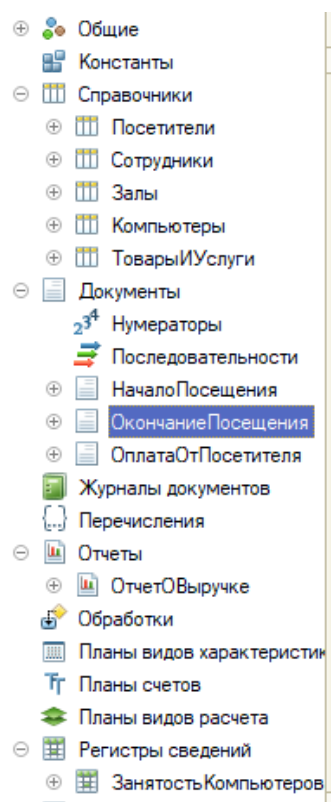 Общие
Константы
Справочники
Посетители
Сотрудники
Залы
Компьютеры
ТоварыИУслуги
Документы
Нумераторы
Последовательности
НачалоПосещения
ОкончаниеПосещения
ОплатаОтПосетителя
Журналы документов
Перечисления
Отчеты
ОтчетОВыручке
Обработки
Планы видов характеристик
Планы счетов
Планы видов расчета
Регистры сведений
ЗанятостьКомпьютеров